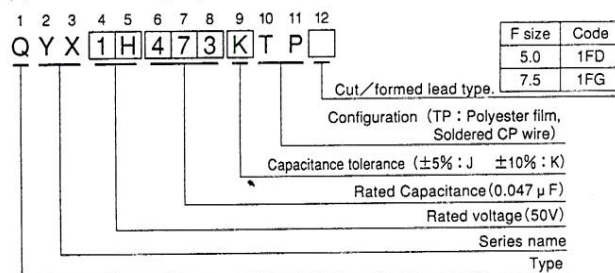 1 2 3 4 5 6 7 8 9 10 11 12
Q Y X 1 H 4 7 3 K T P
F size Code
5.0 1FD
7.5 1FG
Cut/formed lead type.
Configuration (TP : Polyester film,
Soldered CP wire)
Capacitance tolerance (±5% : J ±10% : K)
Rated Capacitance (0.047 μF)
Rated voltage (50V)
Series name
Type